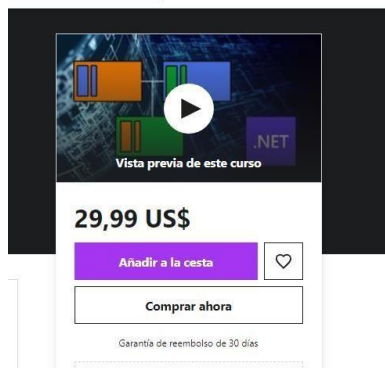 .NET
Vista previa de este curso
29,99 US$
Añadir a la cesta
Comprar ahora
Garantía de reembolso de 30 días